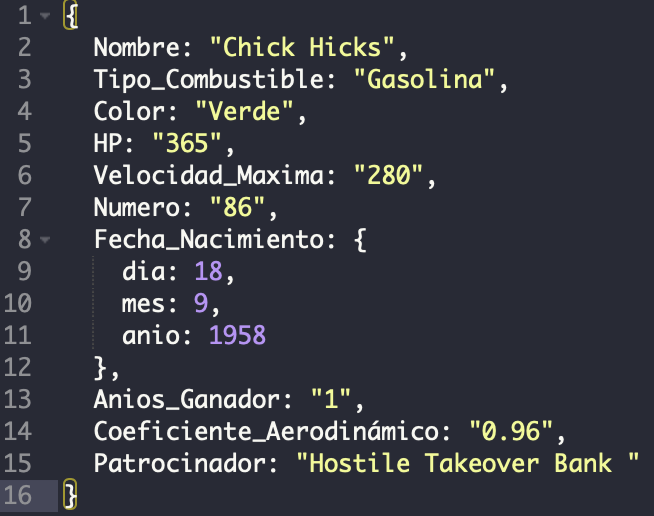 1 {
2 Nombre: "Chick Hicks",
3 Tipo_Combustible: "Gasolina",
4 Color: "Verde",
5 HP: "365",
6 Velocidad_Maxima: "280",
7 Numero: "86",
8 Fecha_Nacimiento: {
9 dia: 18,
10 mes: 9,
11 anio: 1958
12 },
13 Anios_Ganador: "1",
14 Coeficiente_Aerodinámico: "0.96",
15 Patrocinador: "Hostile Takeover Bank "
16 }